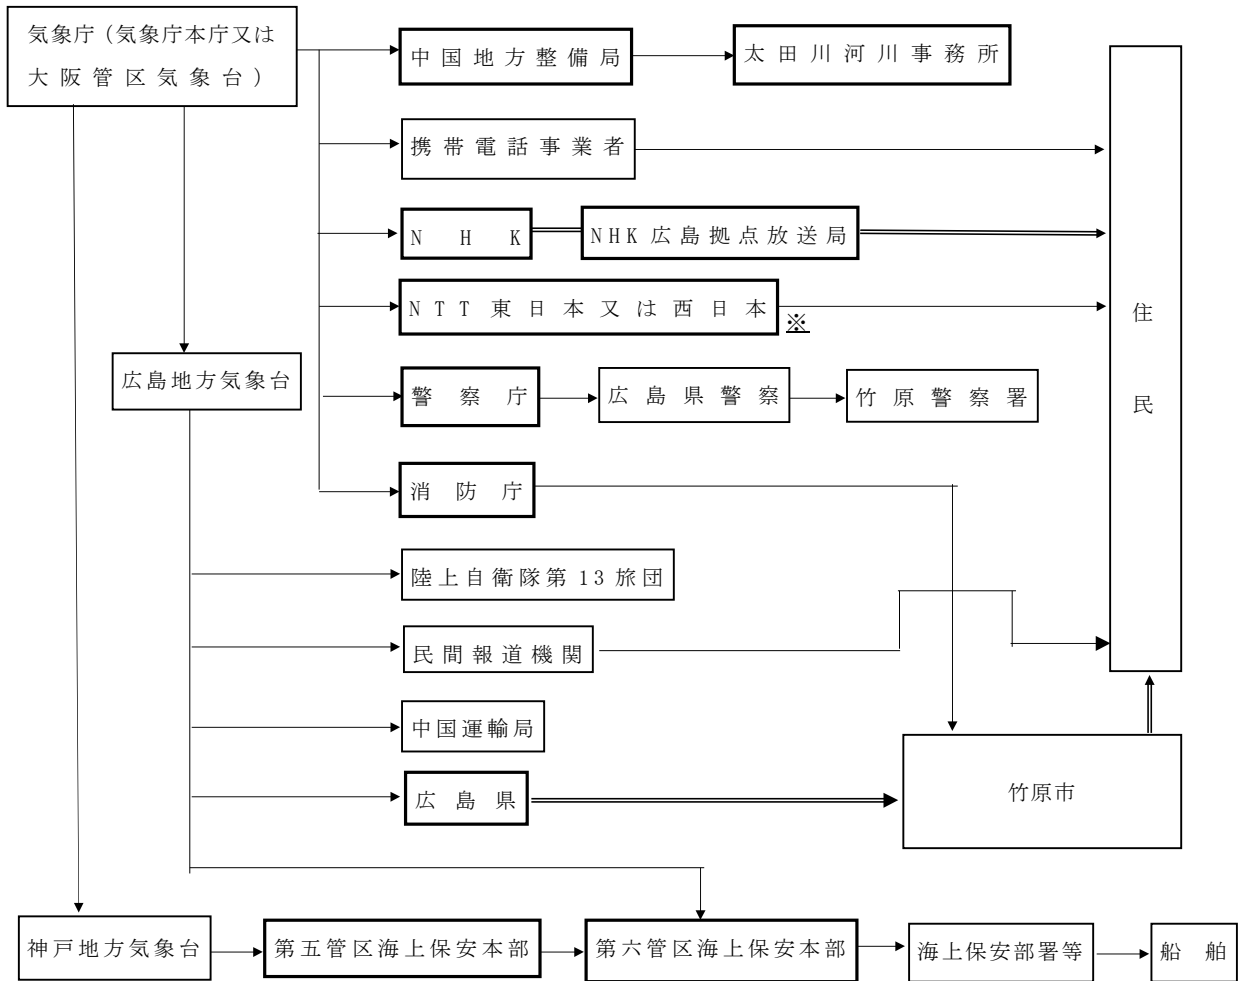 気象庁（気象庁本庁又は
大阪管区気象台）
中国地方整備局
太田川河川事務所
携帯電話事業者
NHK
NHK広島拠点放送局
NTT東日本又は西日本
※
住民
広島地方気象台
警察庁
広島県警察
竹原警察署
消防庁
陸上自衛隊第13旅団
民間報道機関
中国運輸局
広島県
竹原市
神戸地方気象台
第五管区海上保安本部
第六管区海上保安本部
海上保安部署等
船舶